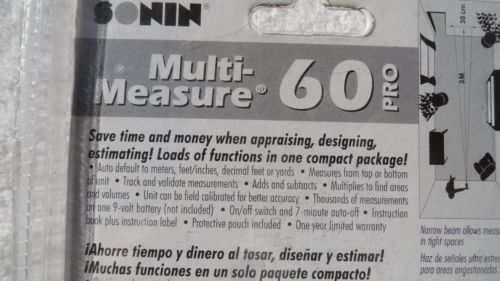 SONIN®
Multi-
Measure® 60 PRO
Save time and money when appraising, designing,
estimating! Loads of functions in one compact package!
• Auto default to meters, feet/inches, decimal feet or yards • Measures from top or bottom
of unit • Track and validate measurements • Adds and subtracts • Multiplies to find areas
and volumes • Unit can be field calibrated for better accuracy • Thousands of measurements
on one 9-volt battery (not included) • On/off switch and 7-minute auto-off • Instruction
book plus instruction label • Protective pouch included • One year limited warranty
¡Ahorre tiempo y dinero al tasar, diseñar y estimar!
¡Muchas funciones en un solo paquete compacto!
30 cm
3 M
Narrow beam allows meas
in tight spaces
Haz de señales ultra estre
para areas ongestionadas